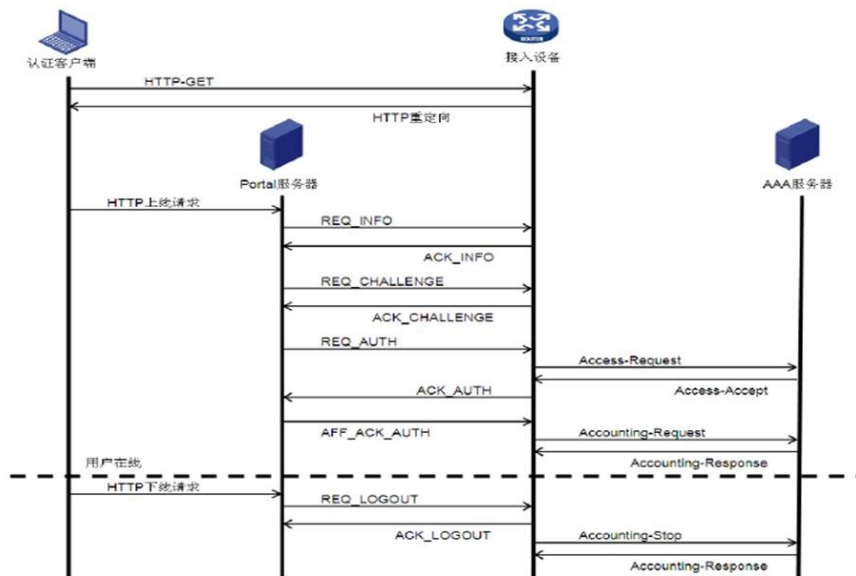 ROUTER
认证客户端
接入设备
HTTP-GET
HTTP重定向
Portal服务器
AAA服务器
HTTP上线请求
REQ_INFO
ACK_INFO
REQ_CHALLENGE
ACK_CHALLENGE
REQ_AUTH
Access-Request
Access-Accept
ACK_AUTH
AFF_ACK_AUTH
Accounting-Request
Accounting-Response
用户在线
HTTP下线请求
REQ_LOGOUT
ACK_LOGOUT
Accounting-Stop
Accounting-Response